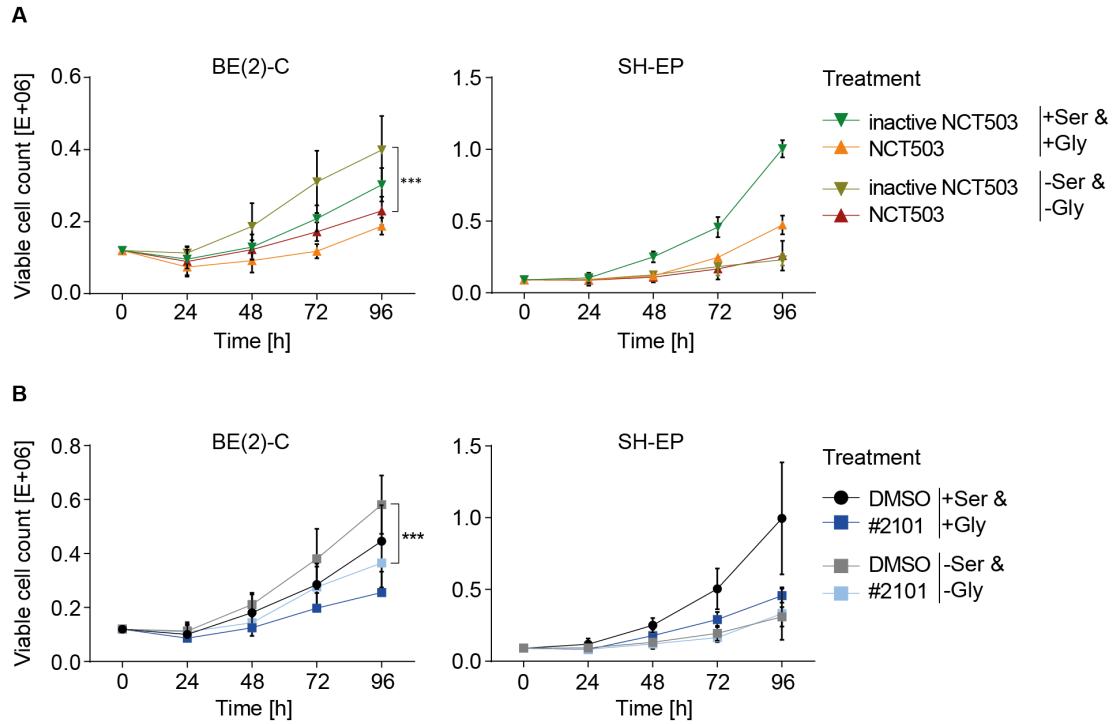 A
BE(2)-C
SH-EP
Viable cell count [E+06]
0.6
0.4
0.2
0.0
***
0 24 48 72 96
Time [h]
1.5
1.0
0.5
0.0
0 24 48 72 96
Time [h]
Treatment
inactive NCT503 +Ser &
NCT503 +Gly
inactive NCT503 -Ser &
NCT503 -Gly
B
BE(2)-C
SH-EP
Viable cell count [E+06]
0.8
0.6
0.4
0.2
0.0
***
0 24 48 72 96
Time [h]
1.5
1.0
0.5
0.0
0 24 48 72 96
Time [h]
Treatment
DMSO +Ser &
#2101 +Gly
DMSO -Ser &
#2101 -Gly